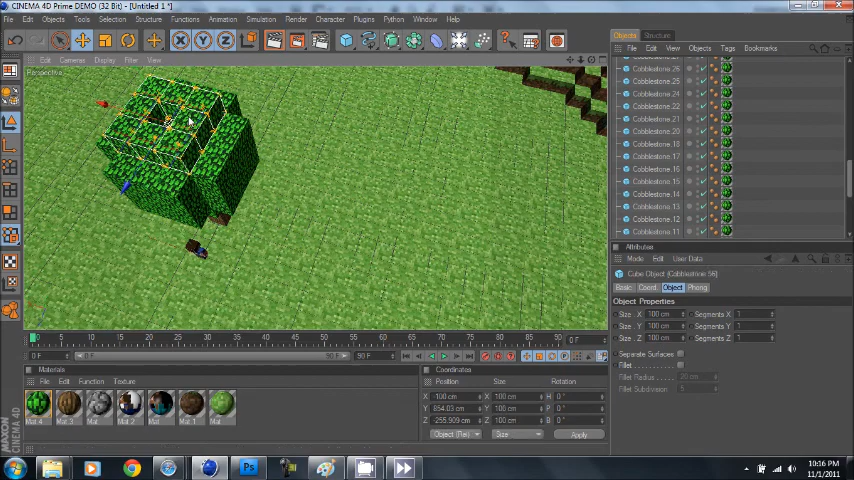 CINEMA 4D Prime DEMO (32 Bit) - [Untitled 1 *]
File Edit Objects Tools Selection Structure Functions Animation Simulation Render Character Plugins Python Window Help
Edit Cameras Display Filter View
Perspective
Objects Structure
File Edit View Objects Tags Bookmarks
Cobblestone.26
Cobblestone.25
Cobblestone.24
Cobblestone.22
Cobblestone.21
Cobblestone.20
Cobblestone.18
Cobblestone.17
Cobblestone.16
Cobblestone.15
Cobblestone.14
Cobblestone.13
Cobblestone.12
Cobblestone.11
Attributes
Mode Edit User Data
Cube Object [Cobblestone 56]
Basic Coord. Object Phong
Object Properties
Size . X 100 cm Segments X 1
Size . Y 100 cm Segments Y 1
Size . Z 100 cm Segments Z 1
Separate Surfaces
Fillet
Fillet Radius 20 cm
Fillet Subdivision 5
0 5 10 15 20 25 30 35 40 45 50 55 60 65 70 75 80 85 90 0 F
0 F 0 F 90 F 90 F
Materials
File Edit Function Texture
Mat.4 Mat.3 Mat Mat.2 Mat Mat.1 Mat
Coordinates
Position Size Rotation
X -100 cm X 100 cm H 0 °
Y 854.03 cm Y 100 cm P 0 °
Z -255.909 cm Z 100 cm B 0 °
Object (Rel) Size Apply
MAXON
CINEMA 4D
Ps
10:16 PM
11/1/2011